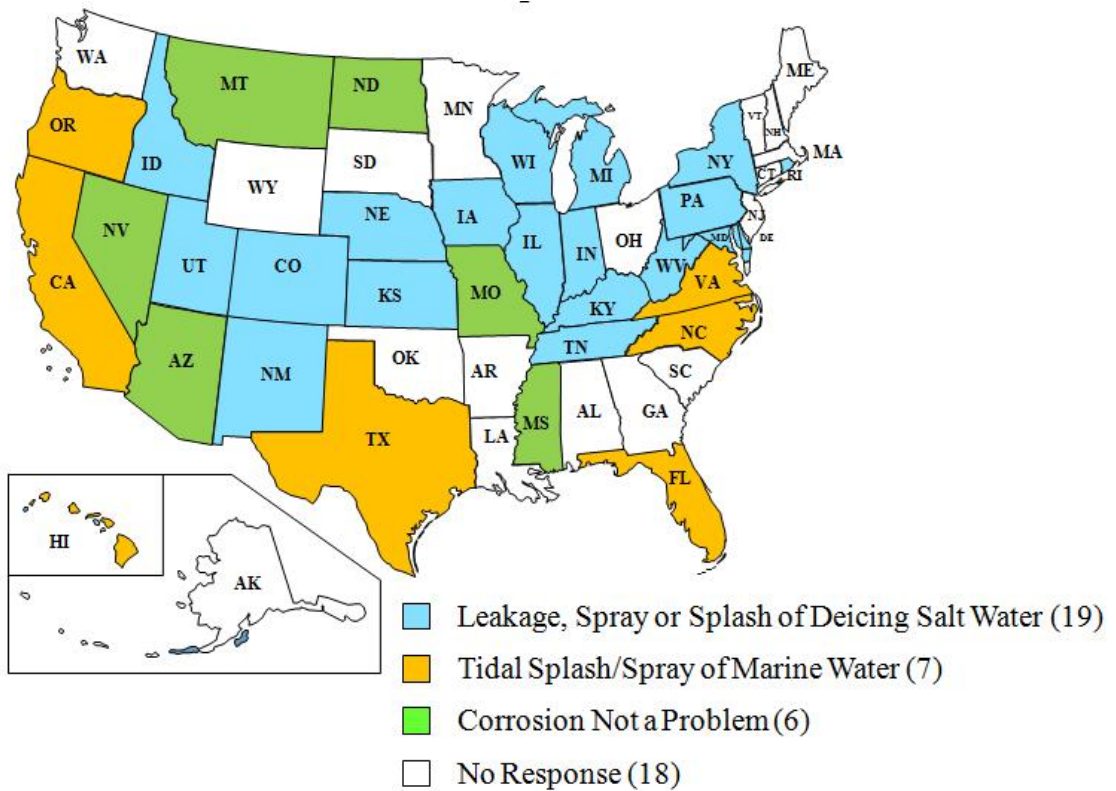 WA
MT
ND
MN
ME
OR
ID
SD
WI
MI
NY
VT
NH
MA
WY
CT
RI
NV
NE
IA
PA
NJ
CA
UT
CO
IL
IN
OH
MD
DE
KS
MO
WV
VA
KY
AZ
NM
OK
AR
TN
NC
SC
TX
LA
MS
AL
GA
FL
HI
AK
Leakage, Spray or Splash of Deicing Salt Water (19)
Tidal Splash/Spray of Marine Water (7)
Corrosion Not a Problem (6)
No Response (18)